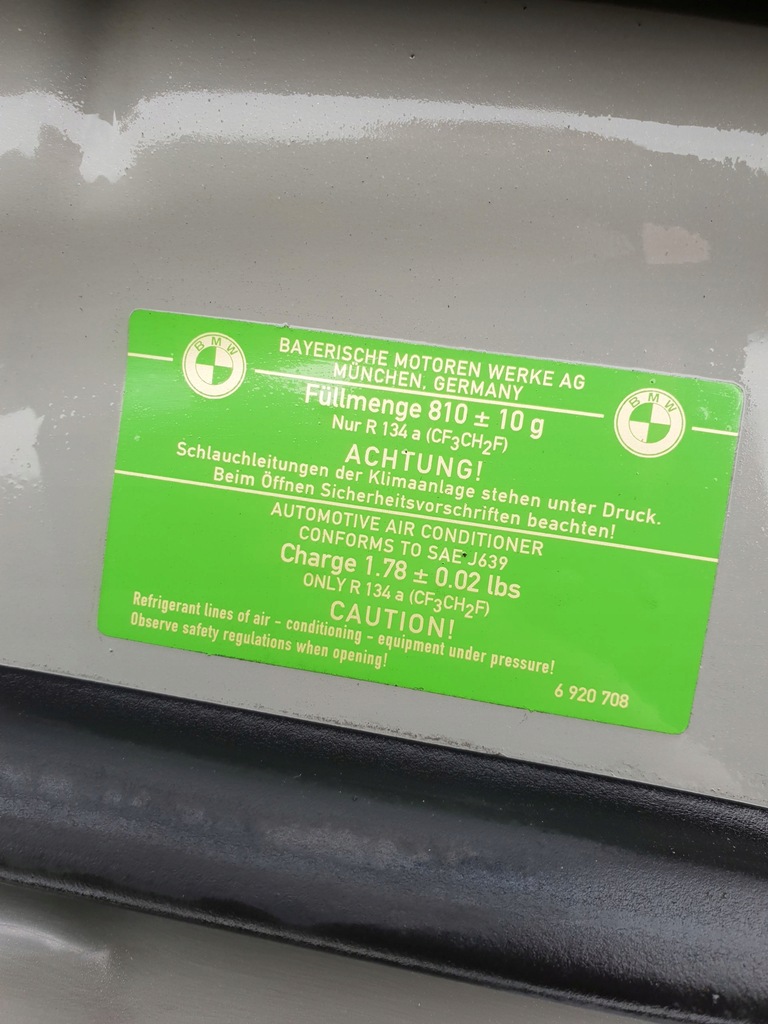 BMW
BAYERISCHE MOTOREN WERKE AG
MÜNCHEN, GERMANY
BMW
Füllmenge 810 ± 10 g
Nur R 134 a (CF₃CH₂F)
ACHTUNG!
Schlauchleitungen der Klimaanlage stehen unter Druck.
Beim Öffnen Sicherheitsvorschriften beachten!
AUTOMOTIVE AIR CONDITIONER
CONFORMS TO SAE J639
Charge 1.78 ± 0.02 lbs
ONLY R 134 a (CF₃CH₂F)
CAUTION!
Refrigerant lines of air - conditioning - equipment under pressure!
Observe safety regulations when opening!
6 920 708